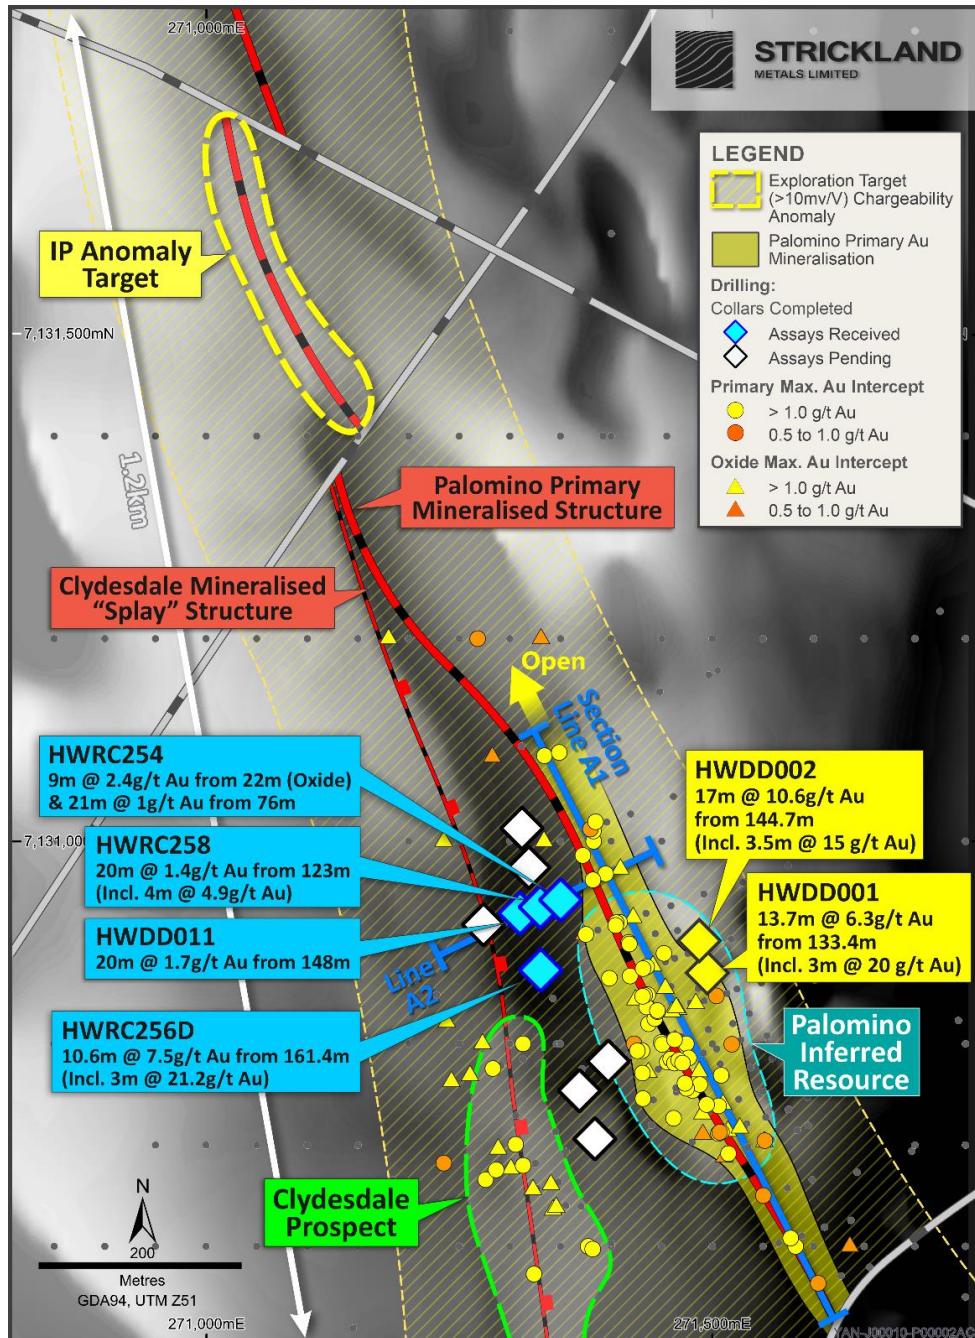 271,000mE
STRICKLAND
METALS LIMITED
LEGEND
Exploration Target
(>10mv/V) Chargeability
Anomaly
Palomino Primary Au
Mineralisation
Drilling:
Collars Completed
Assays Received
Assays Pending
Primary Max. Au Intercept
> 1.0 g/t Au
0.5 to 1.0 g/t Au
Oxide Max. Au Intercept
> 1.0 g/t Au
0.5 to 1.0 g/t Au
IP Anomaly
Target
7,131,500mN
1.2km
Palomino Primary
Mineralised Structure
Clydesdale Mineralised
“Splay” Structure
Open
Section
Line A1
HWRC254
9m @ 2.4g/t Au from 22m (Oxide)
& 21m @ 1g/t Au from 76m
HWDD002
17m @ 10.6g/t Au
from 144.7m
(Incl. 3.5m @ 15 g/t Au)
7,131,000mN
HWRC258
20m @ 1.4g/t Au from 123m
(Incl. 4m @ 4.9g/t Au)
HWDD001
13.7m @ 6.3g/t Au
from 133.4m
(Incl. 3m @ 20 g/t Au)
HWDD011
20m @ 1.7g/t Au from 148m
Line
A2
HWRC256D
10.6m @ 7.5g/t Au from 161.4m
(Incl. 3m @ 21.2g/t Au)
Palomino
Inferred
Resource
Clydesdale
Prospect
N
200
Metres
GDA94, UTM Z51
271,000mE
271,500mE